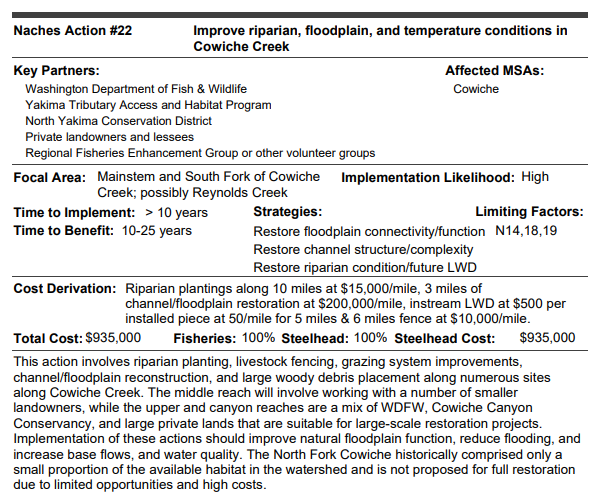 Naches Action #22 Improve riparian, floodplain, and temperature conditions in
Cowiche Creek
Key Partners: Affected MSAs:
Washington Department of Fish & Wildlife Cowiche
Yakima Tributary Access and Habitat Program
North Yakima Conservation District
Private landowners and lessees
Regional Fisheries Enhancement Group or other volunteer groups
Focal Area: Mainstem and South Fork of Cowiche Implementation Likelihood: High
Creek; possibly Reynolds Creek
Time to Implement: > 10 years Strategies: Limiting Factors:
Time to Benefit: 10-25 years Restore floodplain connectivity/function N14,18,19
Restore channel structure/complexity
Restore riparian condition/future LWD
Cost Derivation: Riparian plantings along 10 miles at $15,000/mile, 3 miles of
channel/floodplain restoration at $200,000/mile, instream LWD at $500 per
installed piece at 50/mile for 5 miles & 6 miles fence at $10,000/mile.
Total Cost: $935,000 Fisheries: 100% Steelhead: 100% Steelhead Cost: $935,000
This action involves riparian planting, livestock fencing, grazing system improvements,
channel/floodplain reconstruction, and large woody debris placement along numerous sites
along Cowiche Creek. The middle reach will involve working with a number of smaller
landowners, while the upper and canyon reaches are a mix of WDFW, Cowiche Canyon
Conservancy, and large private lands that are suitable for large-scale restoration projects.
Implementation of these actions should improve natural floodplain function, reduce flooding, and
increase base flows, and water quality. The North Fork Cowiche historically comprised only a
small proportion of the available habitat in the watershed and is not proposed for full restoration
due to limited opportunities and high costs.